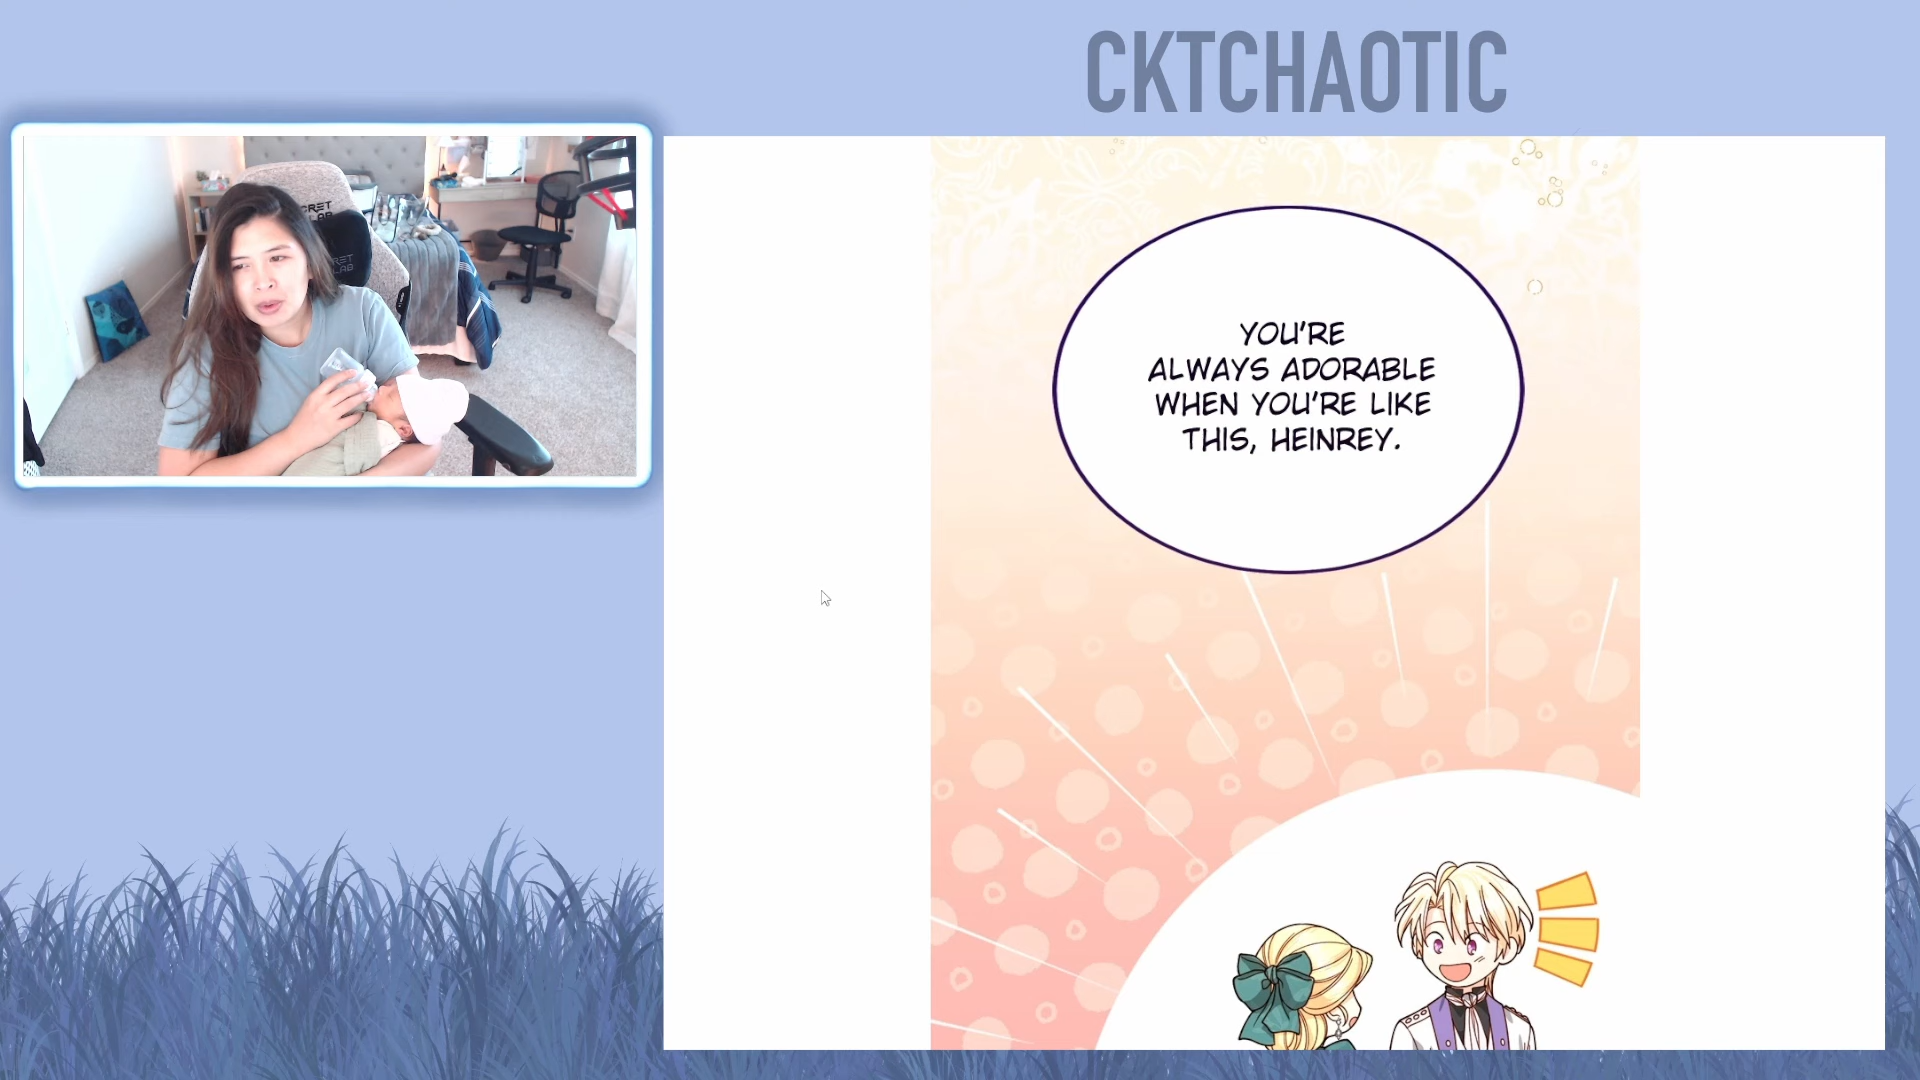 CKTCHAOTIC
YOU'RE
ALWAYS ADORABLE
WHEN YOU'RE LIKE
THIS, HEINREY.